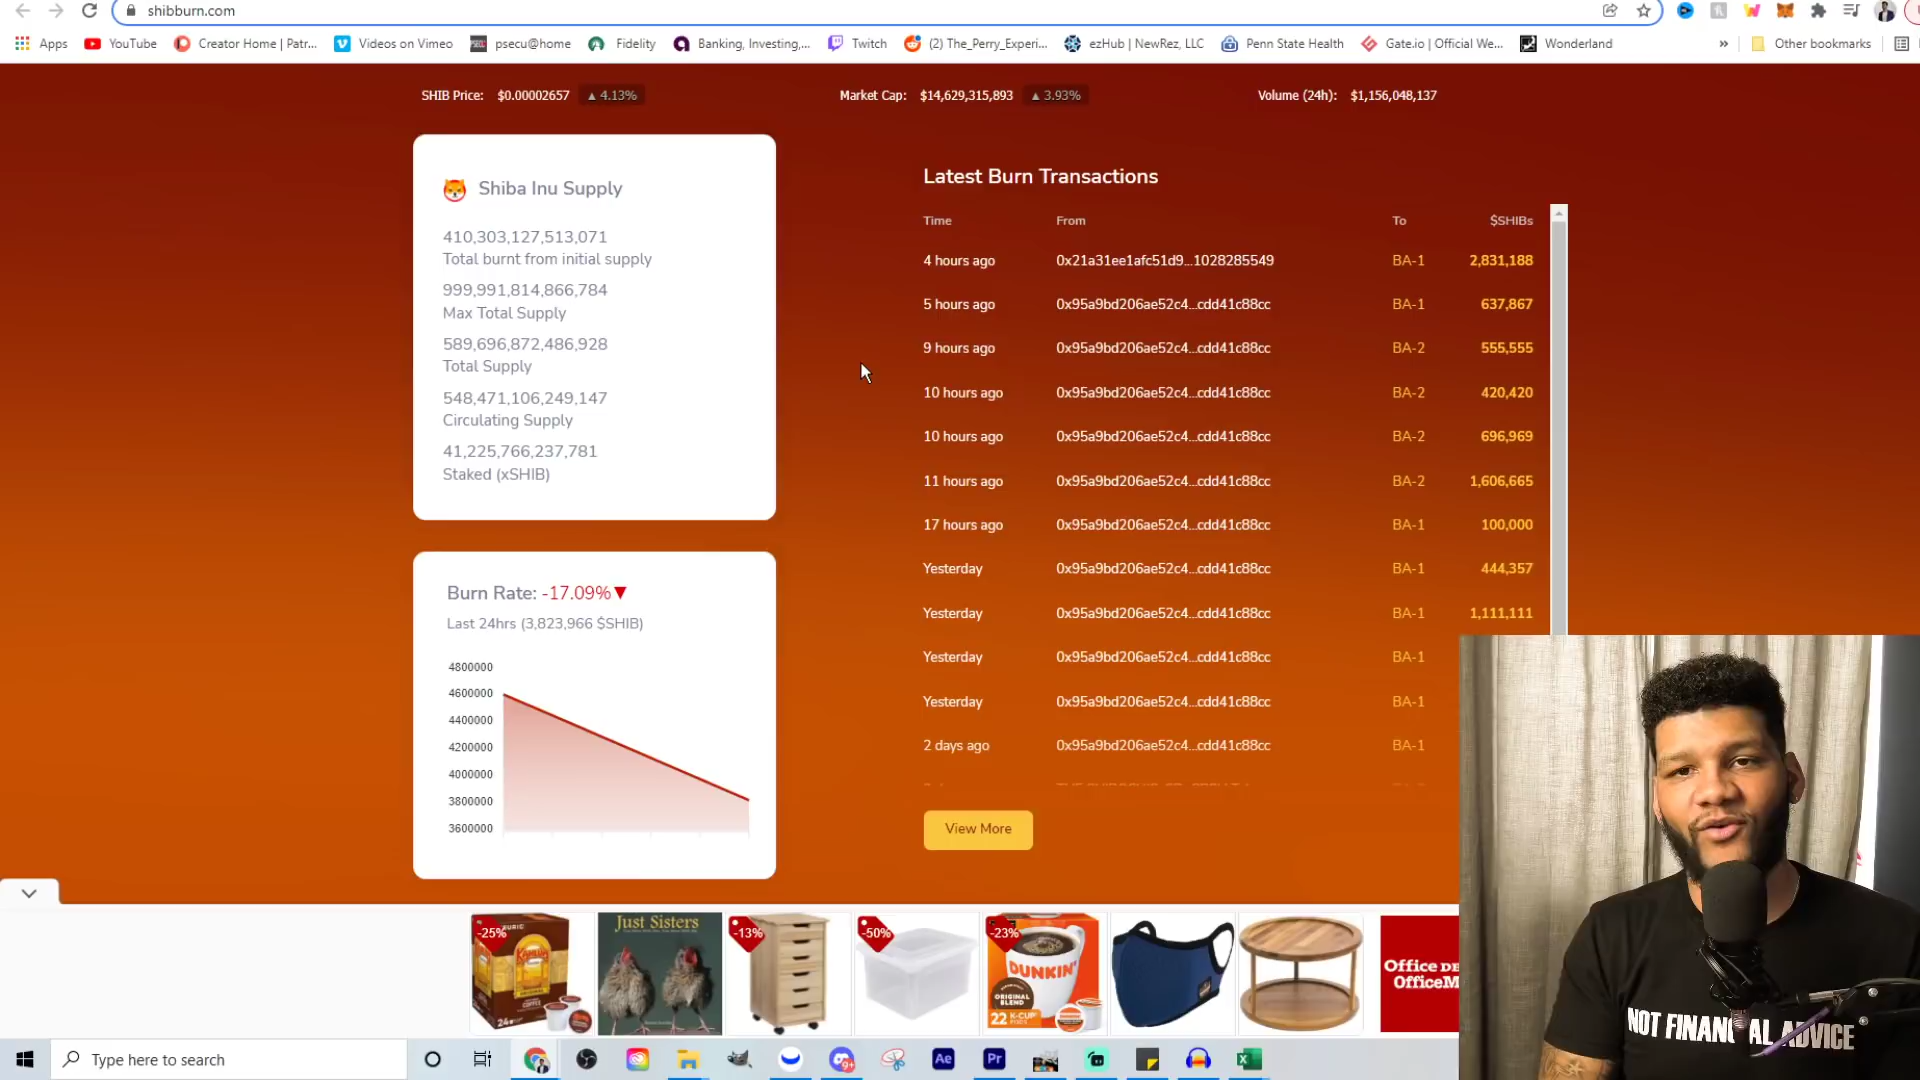 shibburn.com
Apps
YouTube
Creator Home | Patr...
Videos on Vimeo
psecu@home
Fidelity
Banking, Investing,...
Twitch
(2) The_Perry_Experi...
ezHub | NewRez, LLC
Penn State Health
Gate.io | Official We...
Wonderland
»
Other bookmarks
SHIB Price: $0.00002657 ▲ 4.13%
Market Cap: $14,629,315,893 ▲ 3.93%
Volume (24h): $1,156,048,137
Shiba Inu Supply
410,303,127,513,071
Total burnt from initial supply
999,991,814,866,784
Max Total Supply
589,696,872,486,928
Total Supply
548,471,106,249,147
Circulating Supply
41,225,766,237,781
Staked (xSHIB)
Burn Rate: -17.09%▼
Last 24hrs (3,823,966 $SHIB)
4800000
4600000
4400000
4200000
4000000
3800000
3600000
Latest Burn Transactions
Time From To $SHIBs
4 hours ago 0x21a31ee1afc51d9...1028285549 BA-1 2,831,188
5 hours ago 0x95a9bd206ae52c4...cdd41c88cc BA-1 637,867
9 hours ago 0x95a9bd206ae52c4...cdd41c88cc BA-2 555,555
10 hours ago 0x95a9bd206ae52c4...cdd41c88cc BA-2 420,420
10 hours ago 0x95a9bd206ae52c4...cdd41c88cc BA-2 696,969
11 hours ago 0x95a9bd206ae52c4...cdd41c88cc BA-2 1,606,665
17 hours ago 0x95a9bd206ae52c4...cdd41c88cc BA-1 100,000
Yesterday 0x95a9bd206ae52c4...cdd41c88cc BA-1 444,357
Yesterday 0x95a9bd206ae52c4...cdd41c88cc BA-1 1,111,111
Yesterday 0x95a9bd206ae52c4...cdd41c88cc BA-1
Yesterday 0x95a9bd206ae52c4...cdd41c88cc BA-1
2 days ago 0x95a9bd206ae52c4...cdd41c88cc BA-1
View More
-25%
KAHLUA
24
Just Sisters
-13%
-50%
-23%
DUNKIN'
ORIGINAL
BLEND
22 K-CUP
Office DE
OfficeM
NOT FINANCIAL ADVICE
Type here to search
Ae
Pr